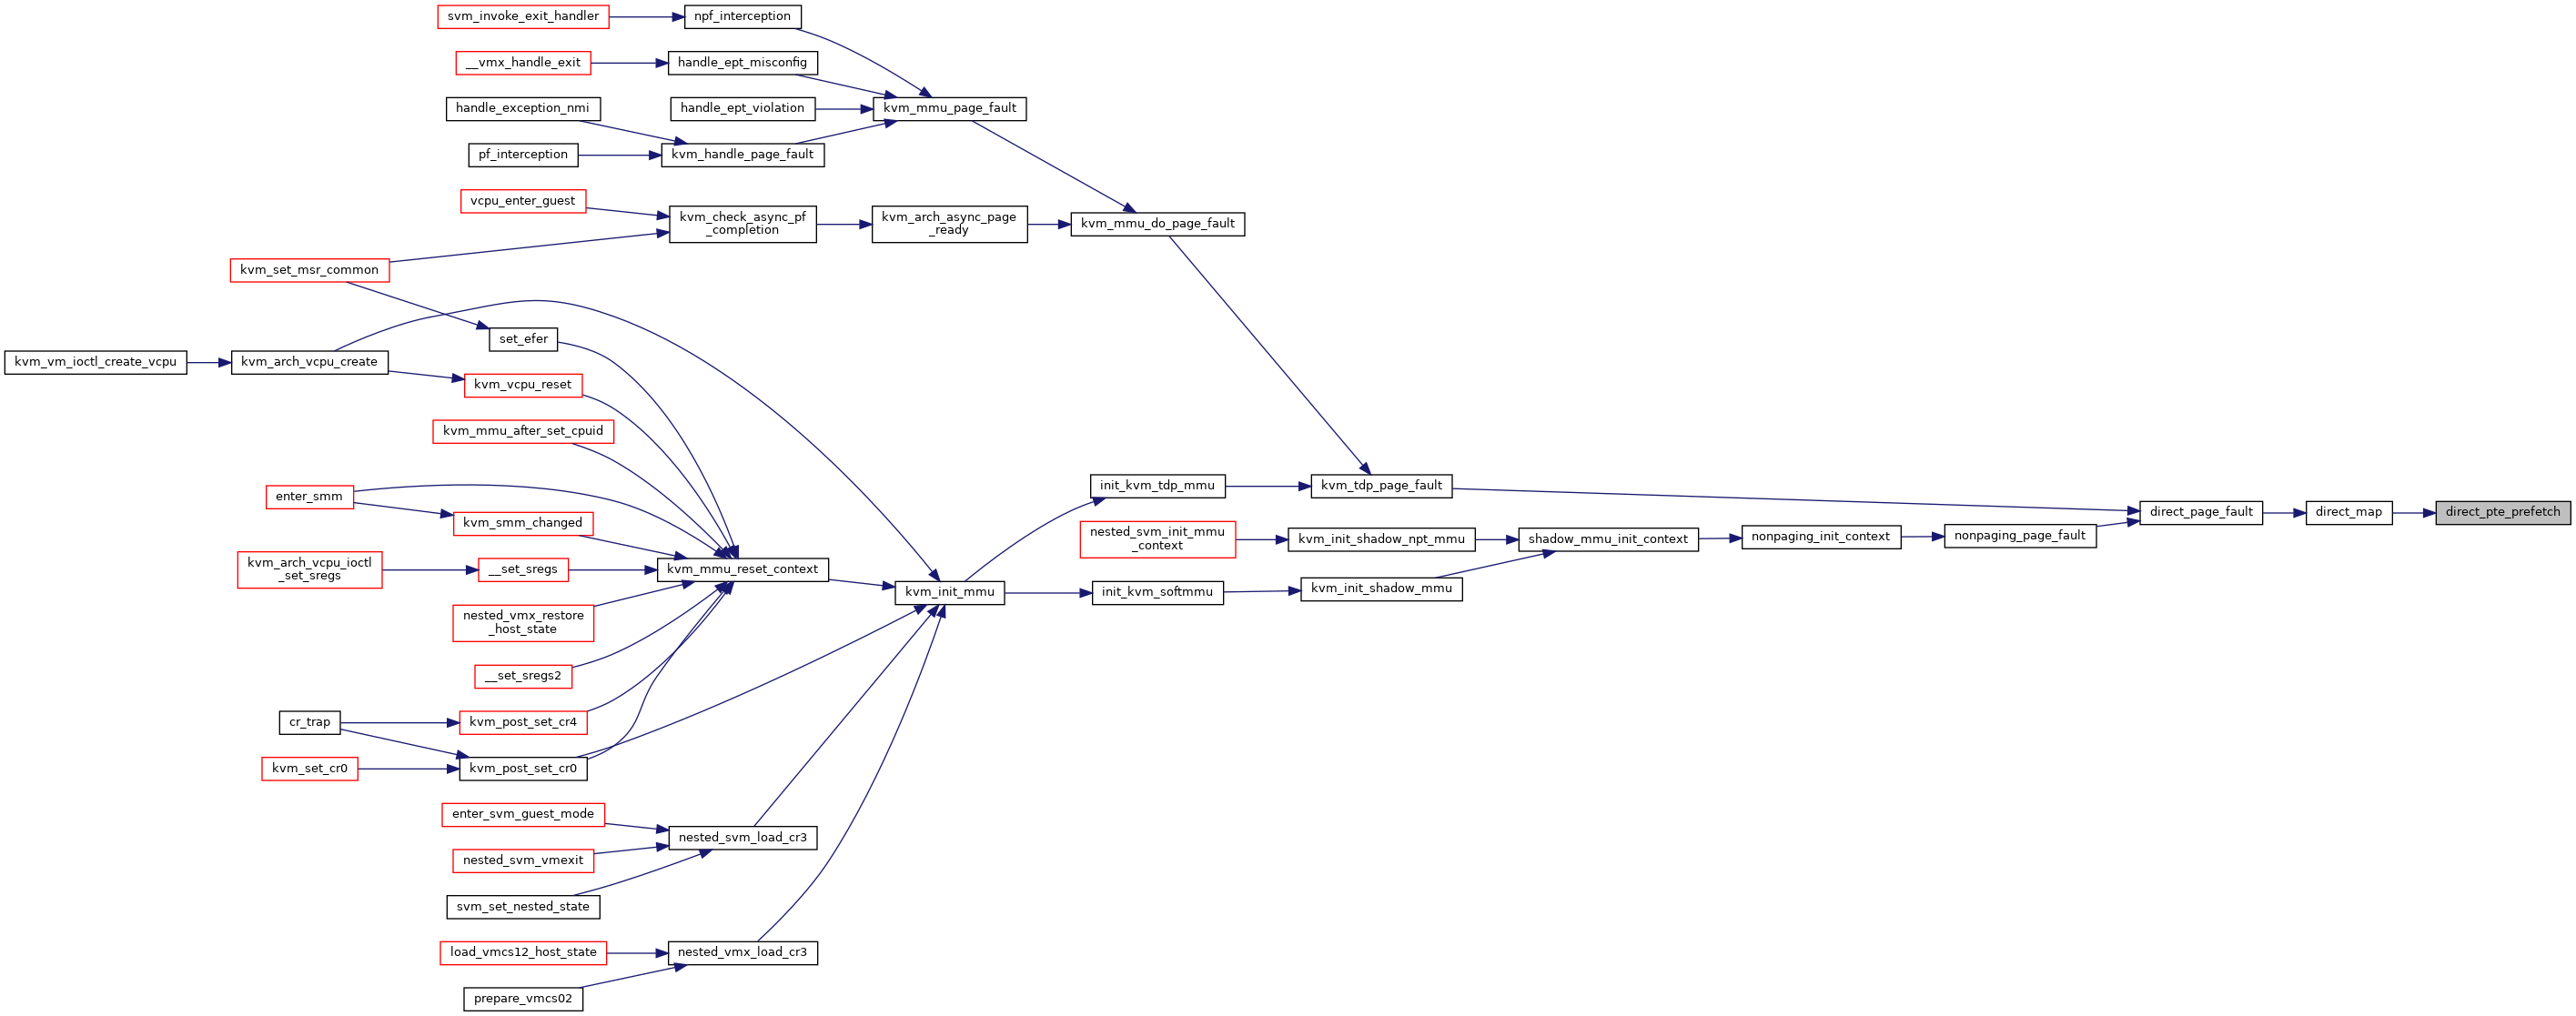 svm_invoke_exit_handler
npf_interception
__vmx_handle_exit
handle_ept_misconfig
handle_exception_nmi
handle_ept_violation
kvm_mmu_page_fault
pf_interception
kvm_handle_page_fault
vcpu_enter_guest
kvm_check_async_pf
_completion
kvm_arch_async_page
_ready
kvm_mmu_do_page_fault
kvm_set_msr_common
set_efer
kvm_vm_ioctl_create_vcpu
kvm_arch_vcpu_create
kvm_vcpu_reset
kvm_mmu_after_set_cpuid
enter_smm
kvm_smm_changed
init_kvm_tdp_mmu
kvm_tdp_page_fault
direct_page_fault
direct_map
direct_pte_prefetch
nested_svm_init_mmu
_context
kvm_init_shadow_npt_mmu
shadow_mmu_init_context
nonpaging_init_context
nonpaging_page_fault
kvm_arch_vcpu_ioctl
_set_sregs
__set_sregs
kvm_mmu_reset_context
kvm_init_mmu
init_kvm_softmmu
kvm_init_shadow_mmu
nested_vmx_restore
_host_state
__set_sregs2
cr_trap
kvm_post_set_cr4
kvm_set_cr0
kvm_post_set_cr0
enter_svm_guest_mode
nested_svm_load_cr3
nested_svm_vmexit
svm_set_nested_state
load_vmcs12_host_state
nested_vmx_load_cr3
prepare_vmcs02